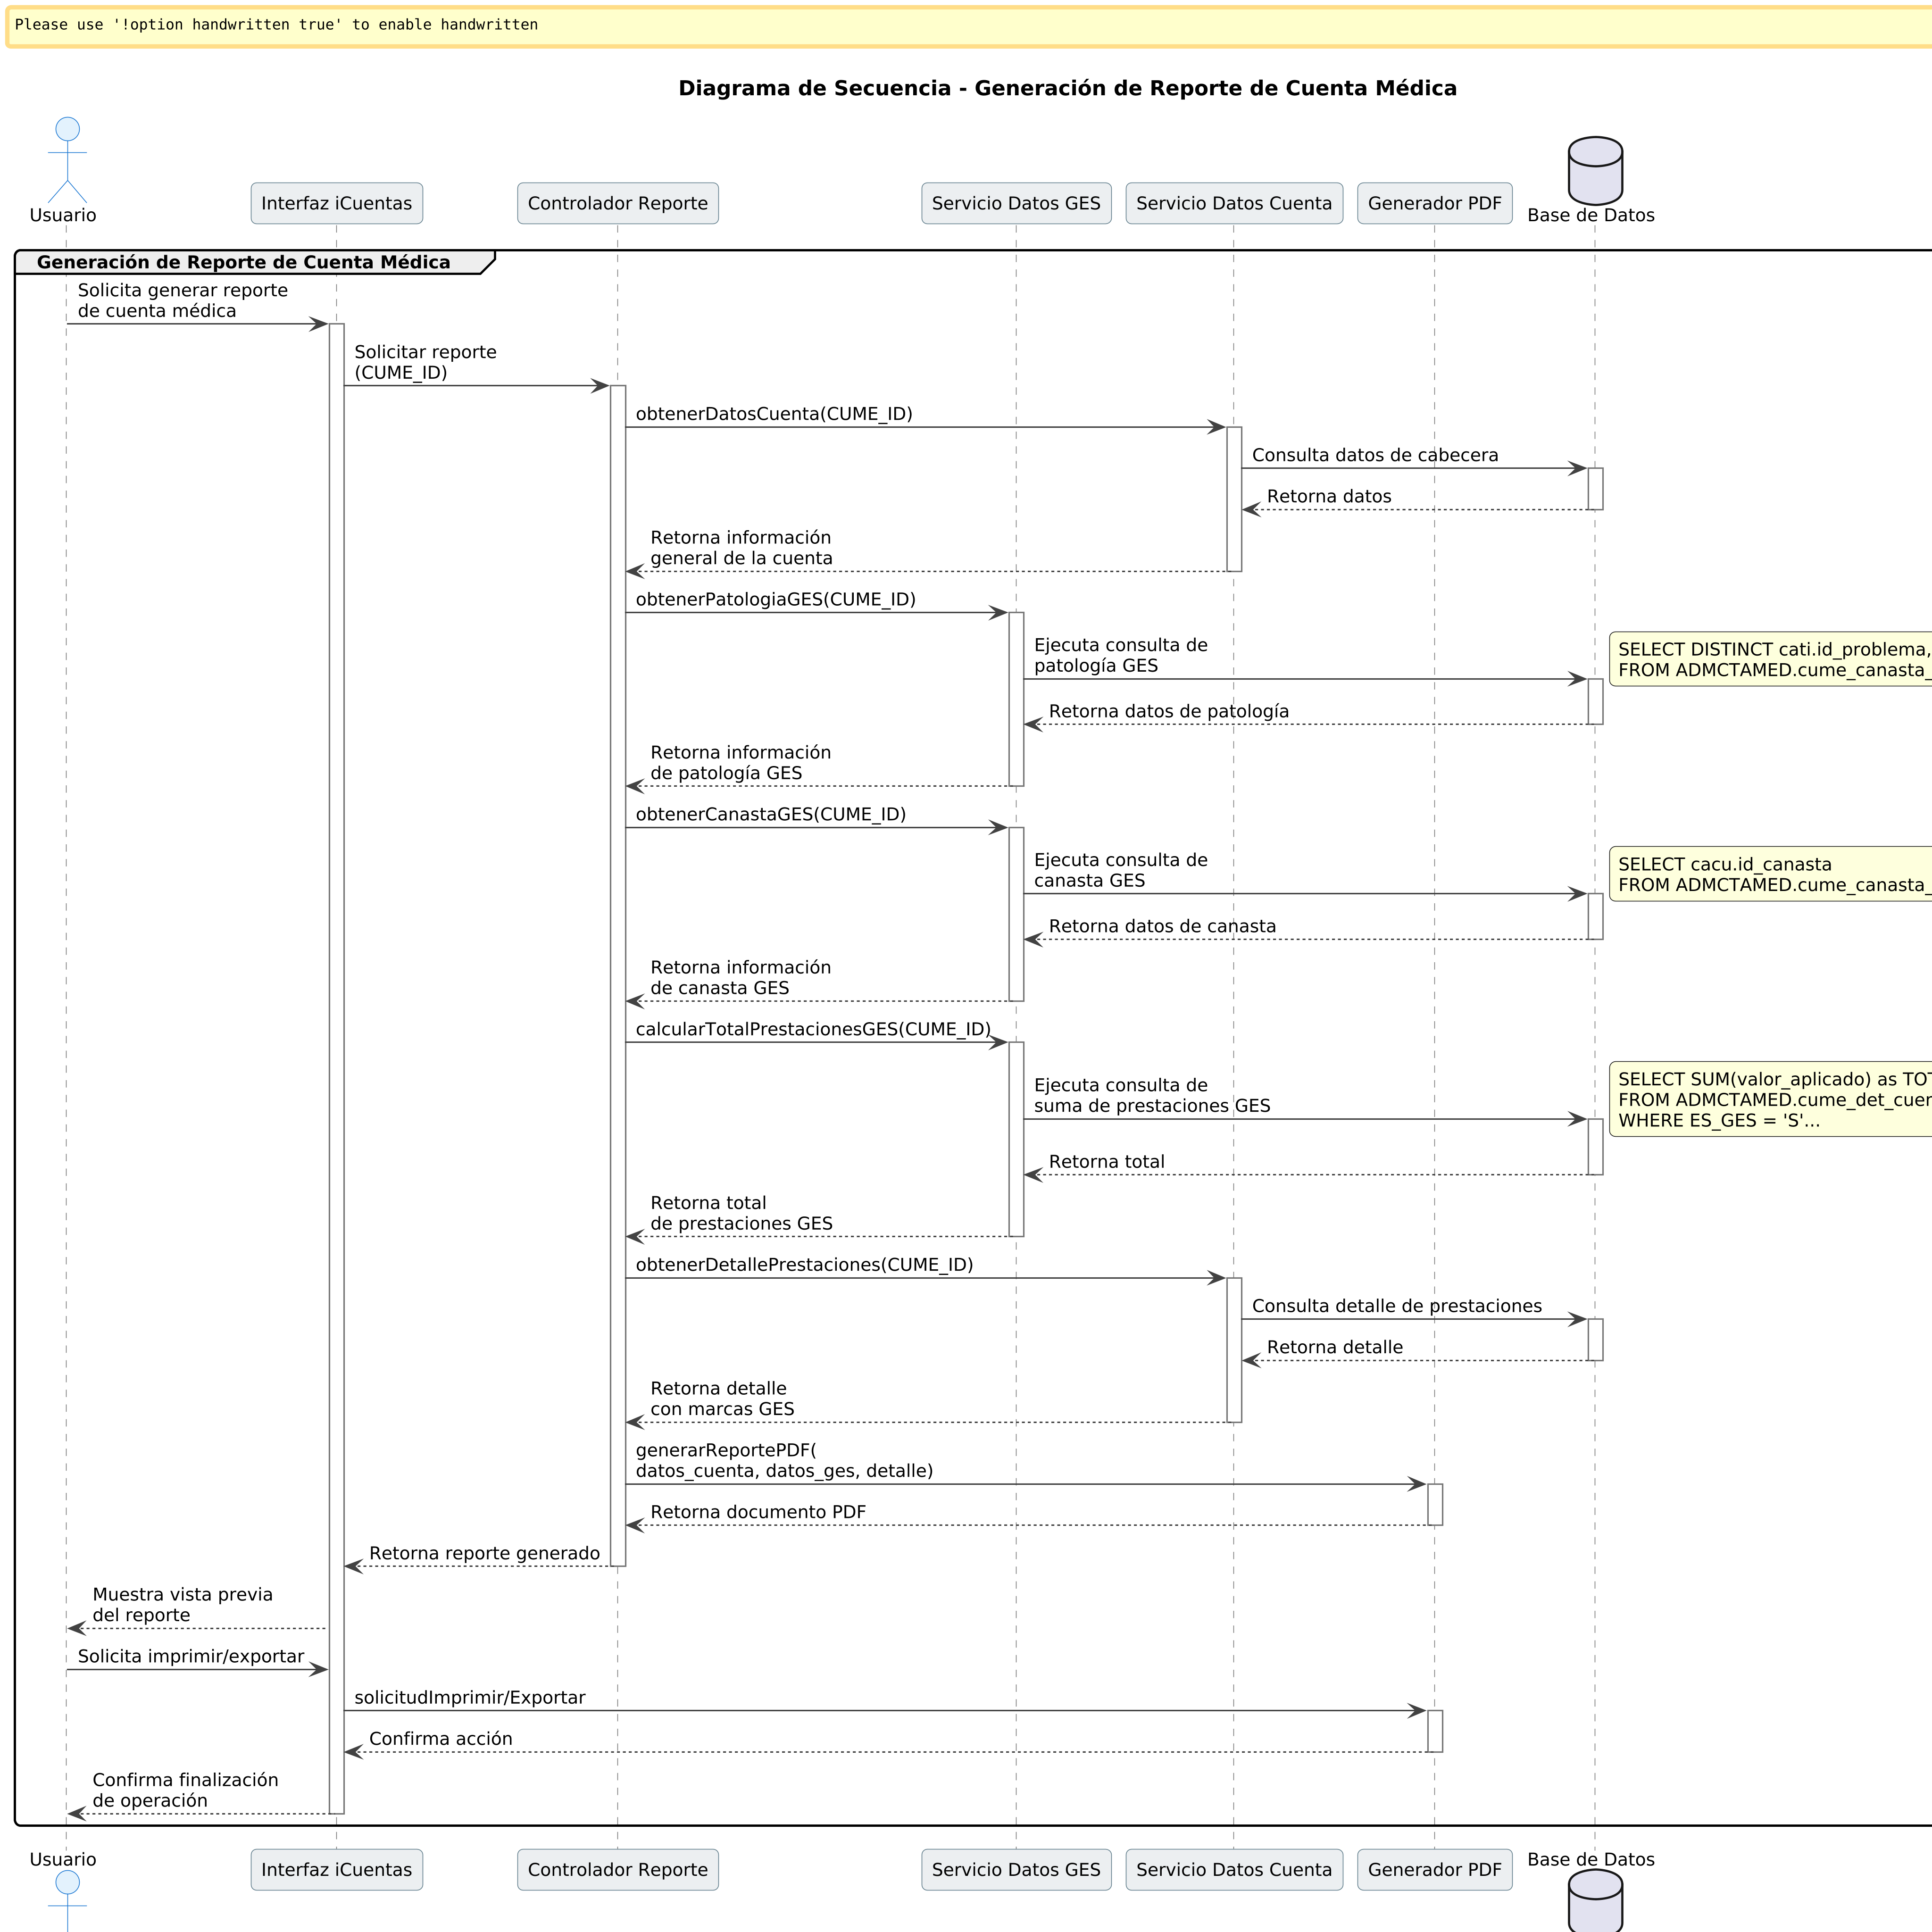 Please use '!option handwritten true' to enable handwritten
Diagrama de Secuencia - Generación de Reporte de Cuenta Médica
Usuario
Interfaz iCuentas
Controlador Reporte
Servicio Datos GES
Servicio Datos Cuenta
Generador PDF
Base de Datos
Generación de Reporte de Cuenta Médica
Solicita generar reporte
de cuenta médica
Solicitar reporte
(CUME_ID)
obtenerDatosCuenta(CUME_ID)
Consulta datos de cabecera
Retorna datos
Retorna información
general de la cuenta
obtenerPatologiaGES(CUME_ID)
Ejecuta consulta de
patología GES
SELECT DISTINCT cati.id_problema,
FROM ADMCTAMED.cume_canasta_
Retorna datos de patología
Retorna información
de patología GES
obtenerCanastaGES(CUME_ID)
Ejecuta consulta de
canasta GES
SELECT cacu.id_canasta
FROM ADMCTAMED.cume_canasta_
Retorna datos de canasta
Retorna información
de canasta GES
calcularTotalPrestacionesGES(CUME_ID)
Ejecuta consulta de
suma de prestaciones GES
SELECT SUM(valor_aplicado) as TOT
FROM ADMCTAMED.cume_det_cuen
WHERE ES_GES = 'S'...
Retorna total
Retorna total
de prestaciones GES
obtenerDetallePrestaciones(CUME_ID)
Consulta detalle de prestaciones
Retorna detalle
Retorna detalle
con marcas GES
generarReportePDF(
datos_cuenta, datos_ges, detalle)
Retorna documento PDF
Retorna reporte generado
Muestra vista previa
del reporte
Solicita imprimir/exportar
solicitudImprimir/Exportar
Confirma acción
Confirma finalización
de operación
Usuario
Interfaz iCuentas
Controlador Reporte
Servicio Datos GES
Servicio Datos Cuenta
Generador PDF
Base de Datos